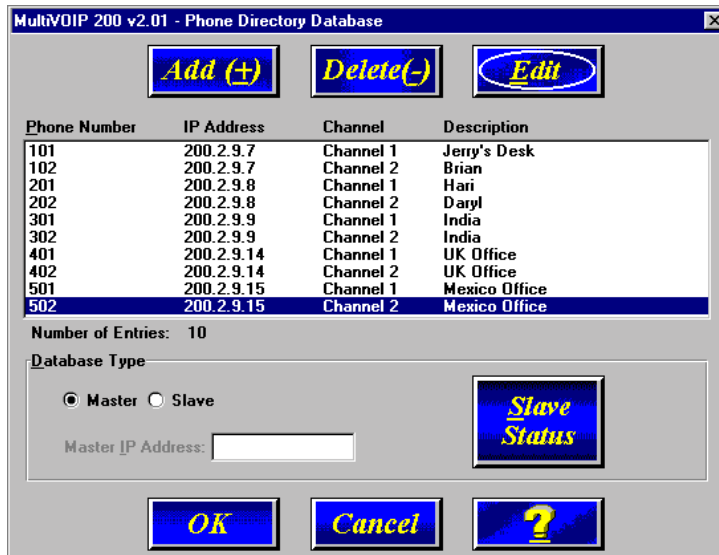 MultiVOIP 200 v2.01 - Phone Directory Database
Add (+) Delete(-) Edit
Phone Number IP Address Channel Description
101 200.2.9.7 Channel 1 Jerry's Desk
102 200.2.9.7 Channel 2 Brian
201 200.2.9.8 Channel 1 Hari
202 200.2.9.8 Channel 2 Daryl
301 200.2.9.9 Channel 1 India
302 200.2.9.9 Channel 2 India
401 200.2.9.14 Channel 1 UK Office
402 200.2.9.14 Channel 2 UK Office
501 200.2.9.15 Channel 1 Mexico Office
502 200.2.9.15 Channel 2 Mexico Office
Number of Entries: 10
Database Type
Master Slave
Master IP Address:
Slave
Status
OK Cancel ?